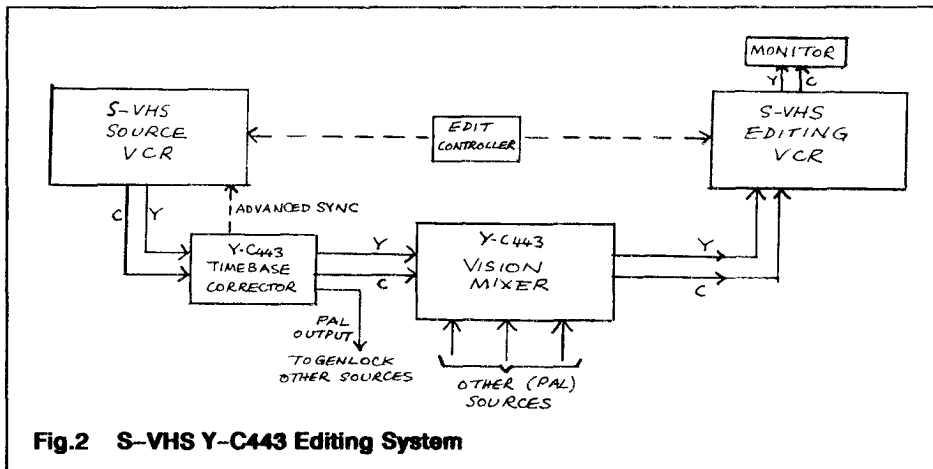 MONITOR
Y C
S-VHS
SOURCE
VCR
EDIT
CONTROLLER
S-VHS
EDITING
VCR
C Y
ADVANCED SYNC
Y-C443
TIMEBASE
CORRECTOR
Y
C
Y-C443
VISION
MIXER
Y
C
PAL
OUTPUT
TO GENLOCK
OTHER SOURCES
OTHER (PAL)
SOURCES
Fig.2 S-VHS Y-C443 Editing System